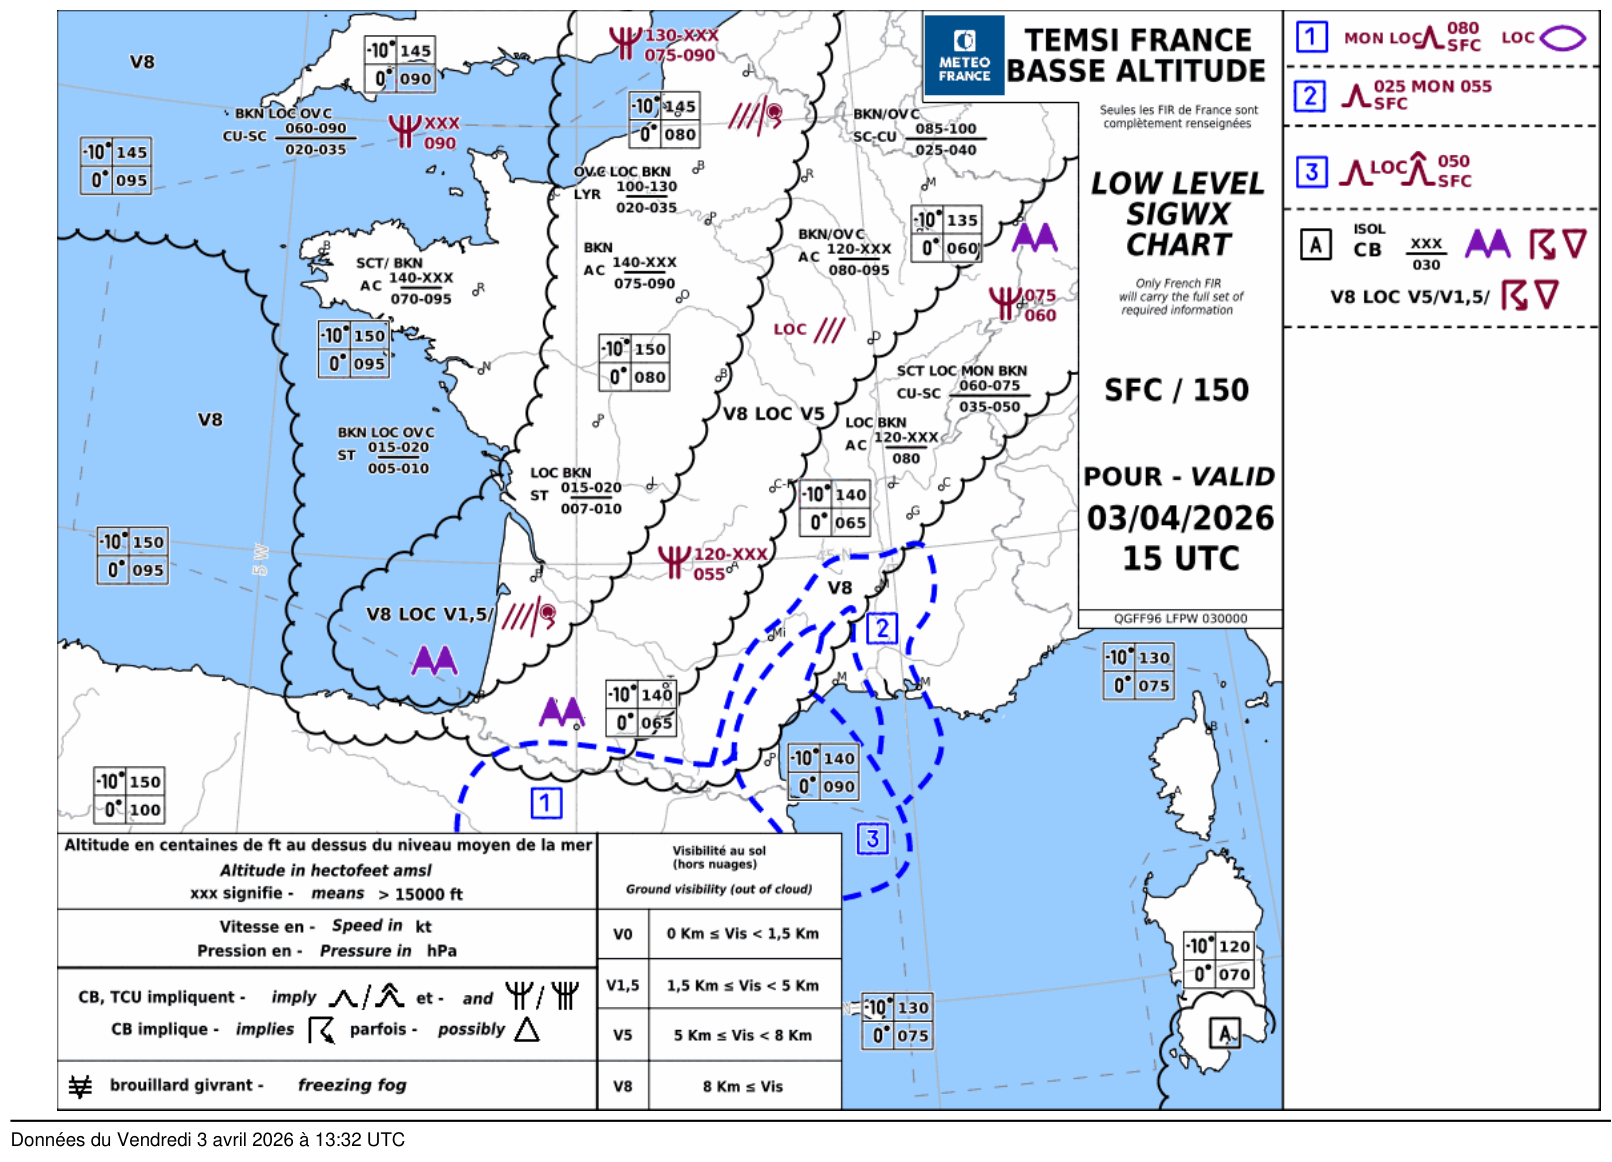 TEMSI FRANCE
BASSE ALTITUDE
METEO
FRANCE
Seules les FIR de France sont
complètement renseignées
LOW LEVEL
SIGWX
CHART
Only French FIR
will carry the full set of
required information
SFC / 150
POUR - VALID
03/04/2026
15 UTC
QGFF96 LFPW 030000
1 MON LOC 080
SFC
LOC
2 025 MON 055
SFC
3 LOC 050
SFC
A ISOL
CB xxx
030
V8 LOC V5/V1,5/
V8
-10° 145
0° 090
130-XXX
075-090
BKN LOC OVC
CU-SC 060-090
020-035
XXX
090
-10° 145
0° 080
BKN/OVC
SC-CU 085-100
025-040
-10° 145
0° 095
OVC LOC BKN
LYR 100-130
020-035
-10° 135
0° 060
BKN
AC 140-XXX
075-090
BKN/OVC
AC 120-XXX
080-095
SCT/ BKN
AC 140-XXX
070-095
075
060
LOC
-10° 150
0° 095
-10° 150
0° 080
SCT LOC MON BKN
CU-SC 060-075
035-050
V8
V8 LOC V5
LOC BKN
AC 120-XXX
080
BKN LOC OVC
ST 015-020
005-010
LOC BKN
ST 015-020
007-010
-10° 140
0° 065
-10° 150
0° 095
5 W
45 N
120-XXX
055
V8
V8 LOC V1,5/
2
-10° 130
0° 075
-10° 140
0° 065
-10° 140
0° 090
-10° 150
0° 100
1
3
-10° 120
0° 070
-10° 130
0° 075
A
Altitude en centaines de ft au dessus du niveau moyen de la mer
Altitude in hectofeet amsl
xxx signifie - means > 15000 ft
Vitesse en - Speed in kt
Pression en - Pressure in hPa
CB, TCU impliquent - imply / et - and /
CB implique - implies parfois - possibly
brouillard givrant - freezing fog
Visibilité au sol
(hors nuages)
Ground visibility (out of cloud)
V0 0 Km ≤ Vis < 1,5 Km
V1,5 1,5 Km ≤ Vis < 5 Km
V5 5 Km ≤ Vis < 8 Km
V8 8 Km ≤ Vis
Données du Vendredi 3 avril 2026 à 13:32 UTC